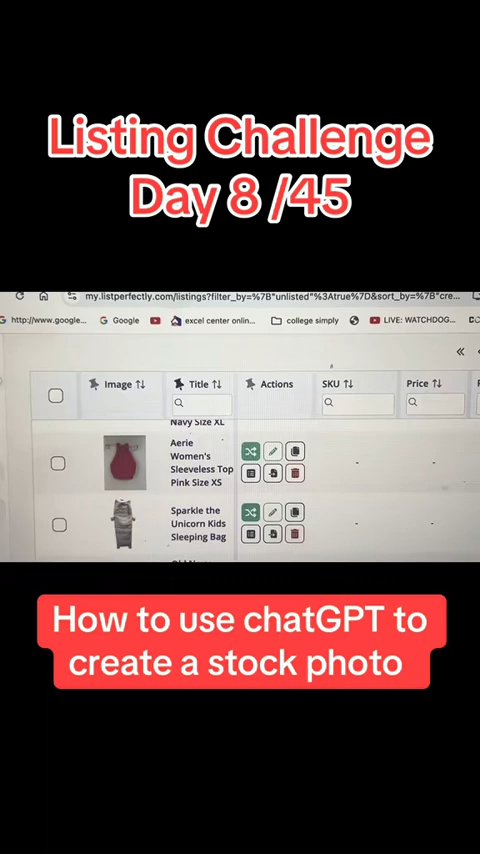 Listing Challenge
Day 8 /45
my.listperfectly.com/listings?filter_by=%7B"unlisted"%3Atrue%7D&sort_by=%7B"cre...
http://www.google... Google excel center onlin... college simply LIVE: WATCHDOG...
Image Title Actions SKU Price
Navy Size XL
Aerie
Women's
Sleeveless Top
Pink Size XS
Sparkle the
Unicorn Kids
Sleeping Bag
How to use chatGPT to
create a stock photo